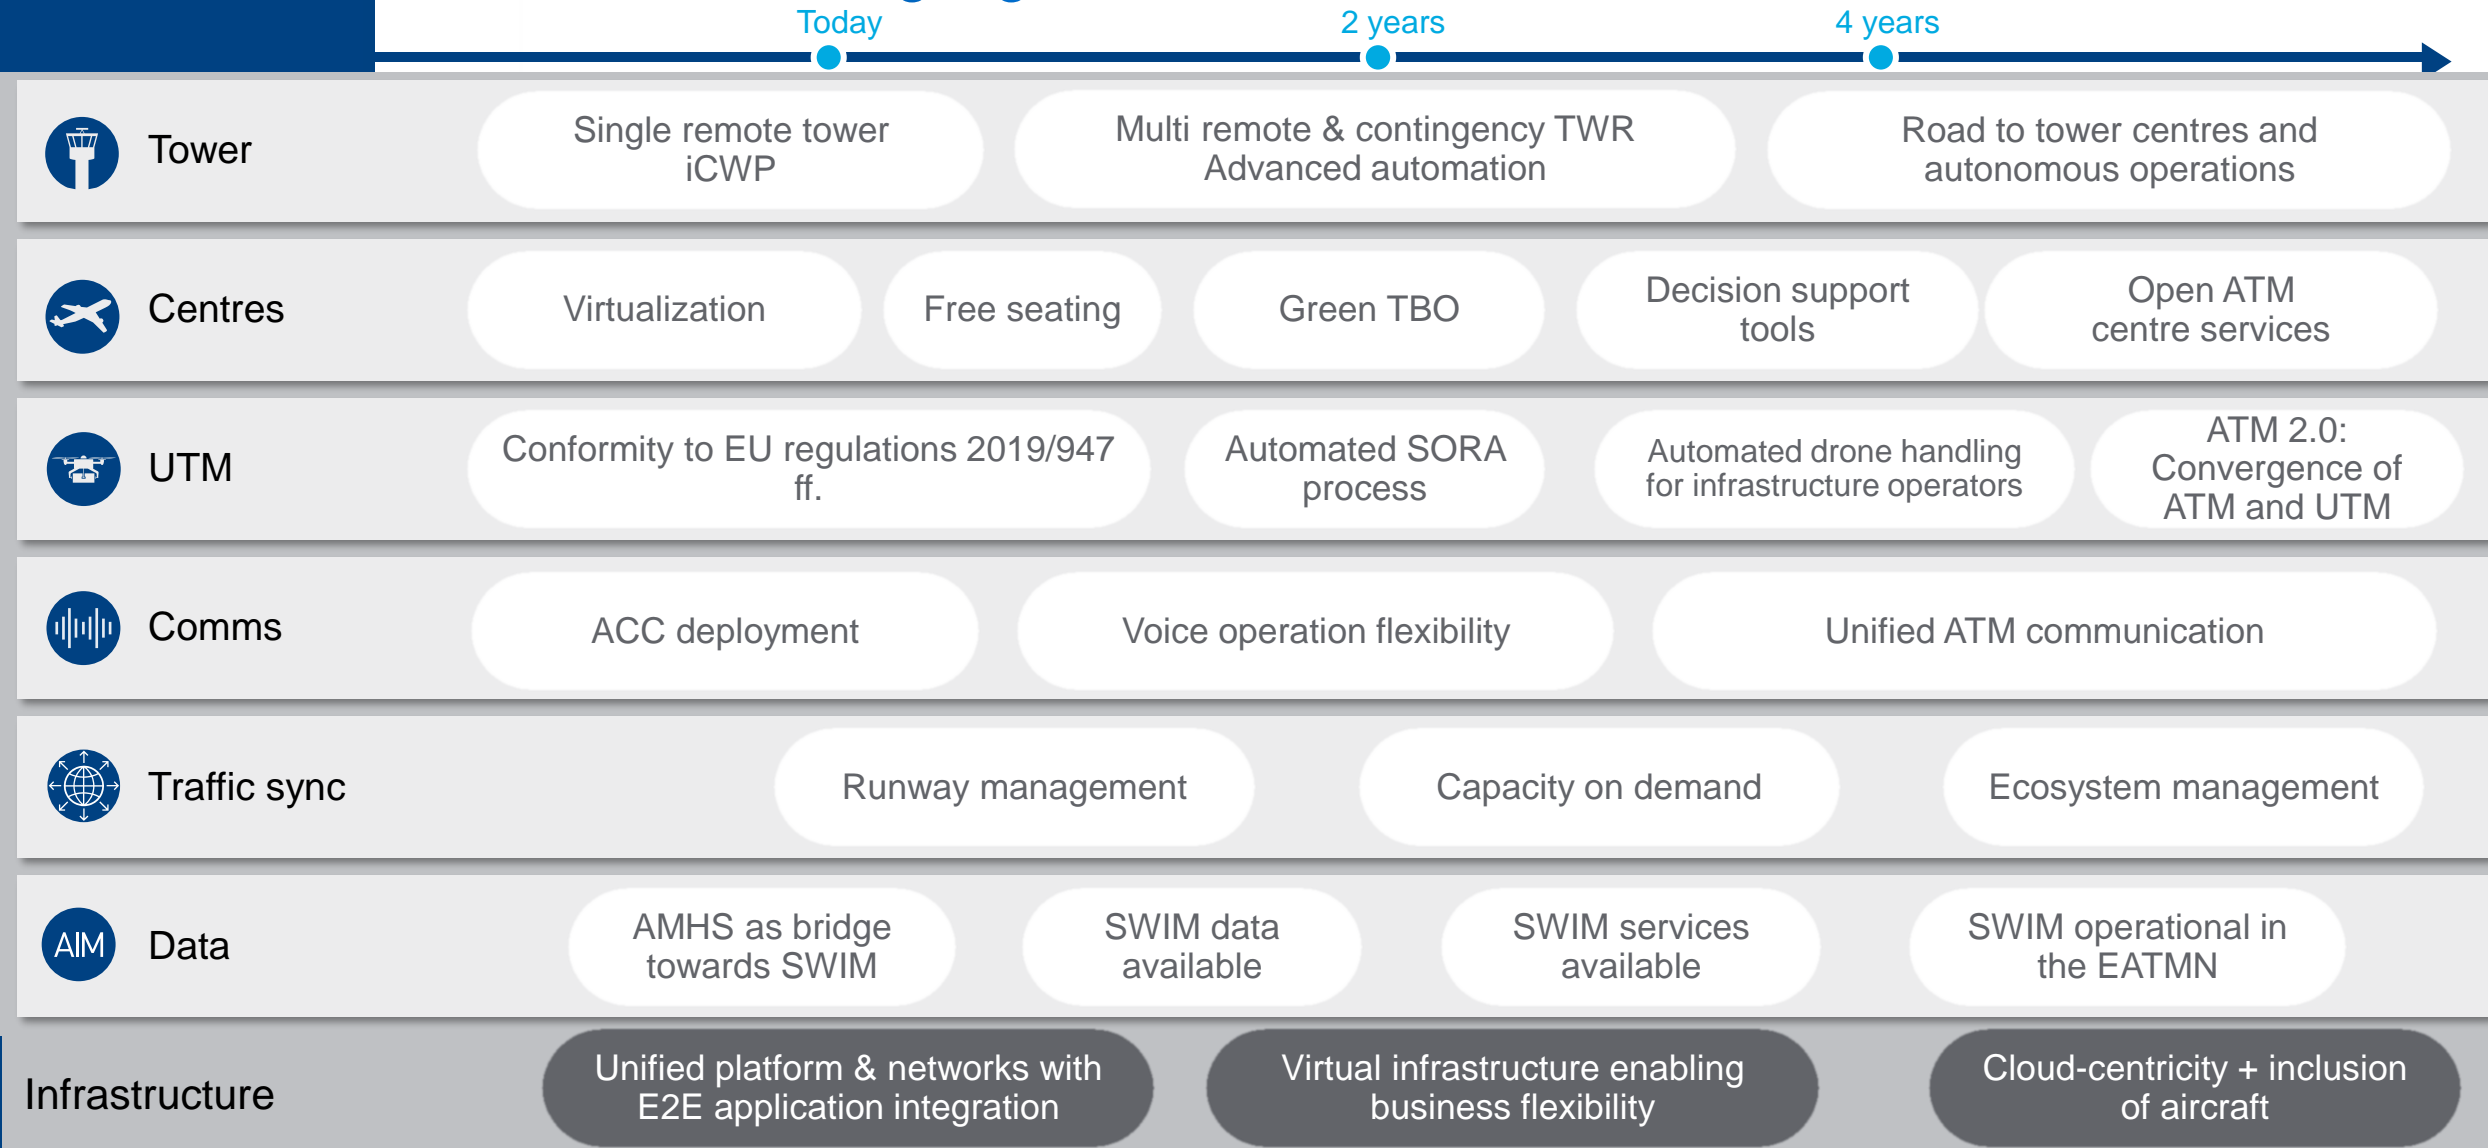 Today
2 years
4 years
Tower
Single remote tower
iCWP
Multi remote & contingency TWR
Advanced automation
Road to tower centres and
autonomous operations
Centres
Virtualization
Free seating
Green TBO
Decision support
tools
Open ATM
centre services
UTM
Conformity to EU regulations 2019/947
ff.
Automated SORA
process
Automated drone handling
for infrastructure operators
ATM 2.0:
Convergence of
ATM and UTM
Comms
ACC deployment
Voice operation flexibility
Unified ATM communication
Traffic sync
Runway management
Capacity on demand
Ecosystem management
AIM
Data
AMHS as bridge
towards SWIM
SWIM data
available
SWIM services
available
SWIM operational in
the EATMN
Infrastructure
Unified platform & networks with
E2E application integration
Virtual infrastructure enabling
business flexibility
Cloud-centricity + inclusion
of aircraft